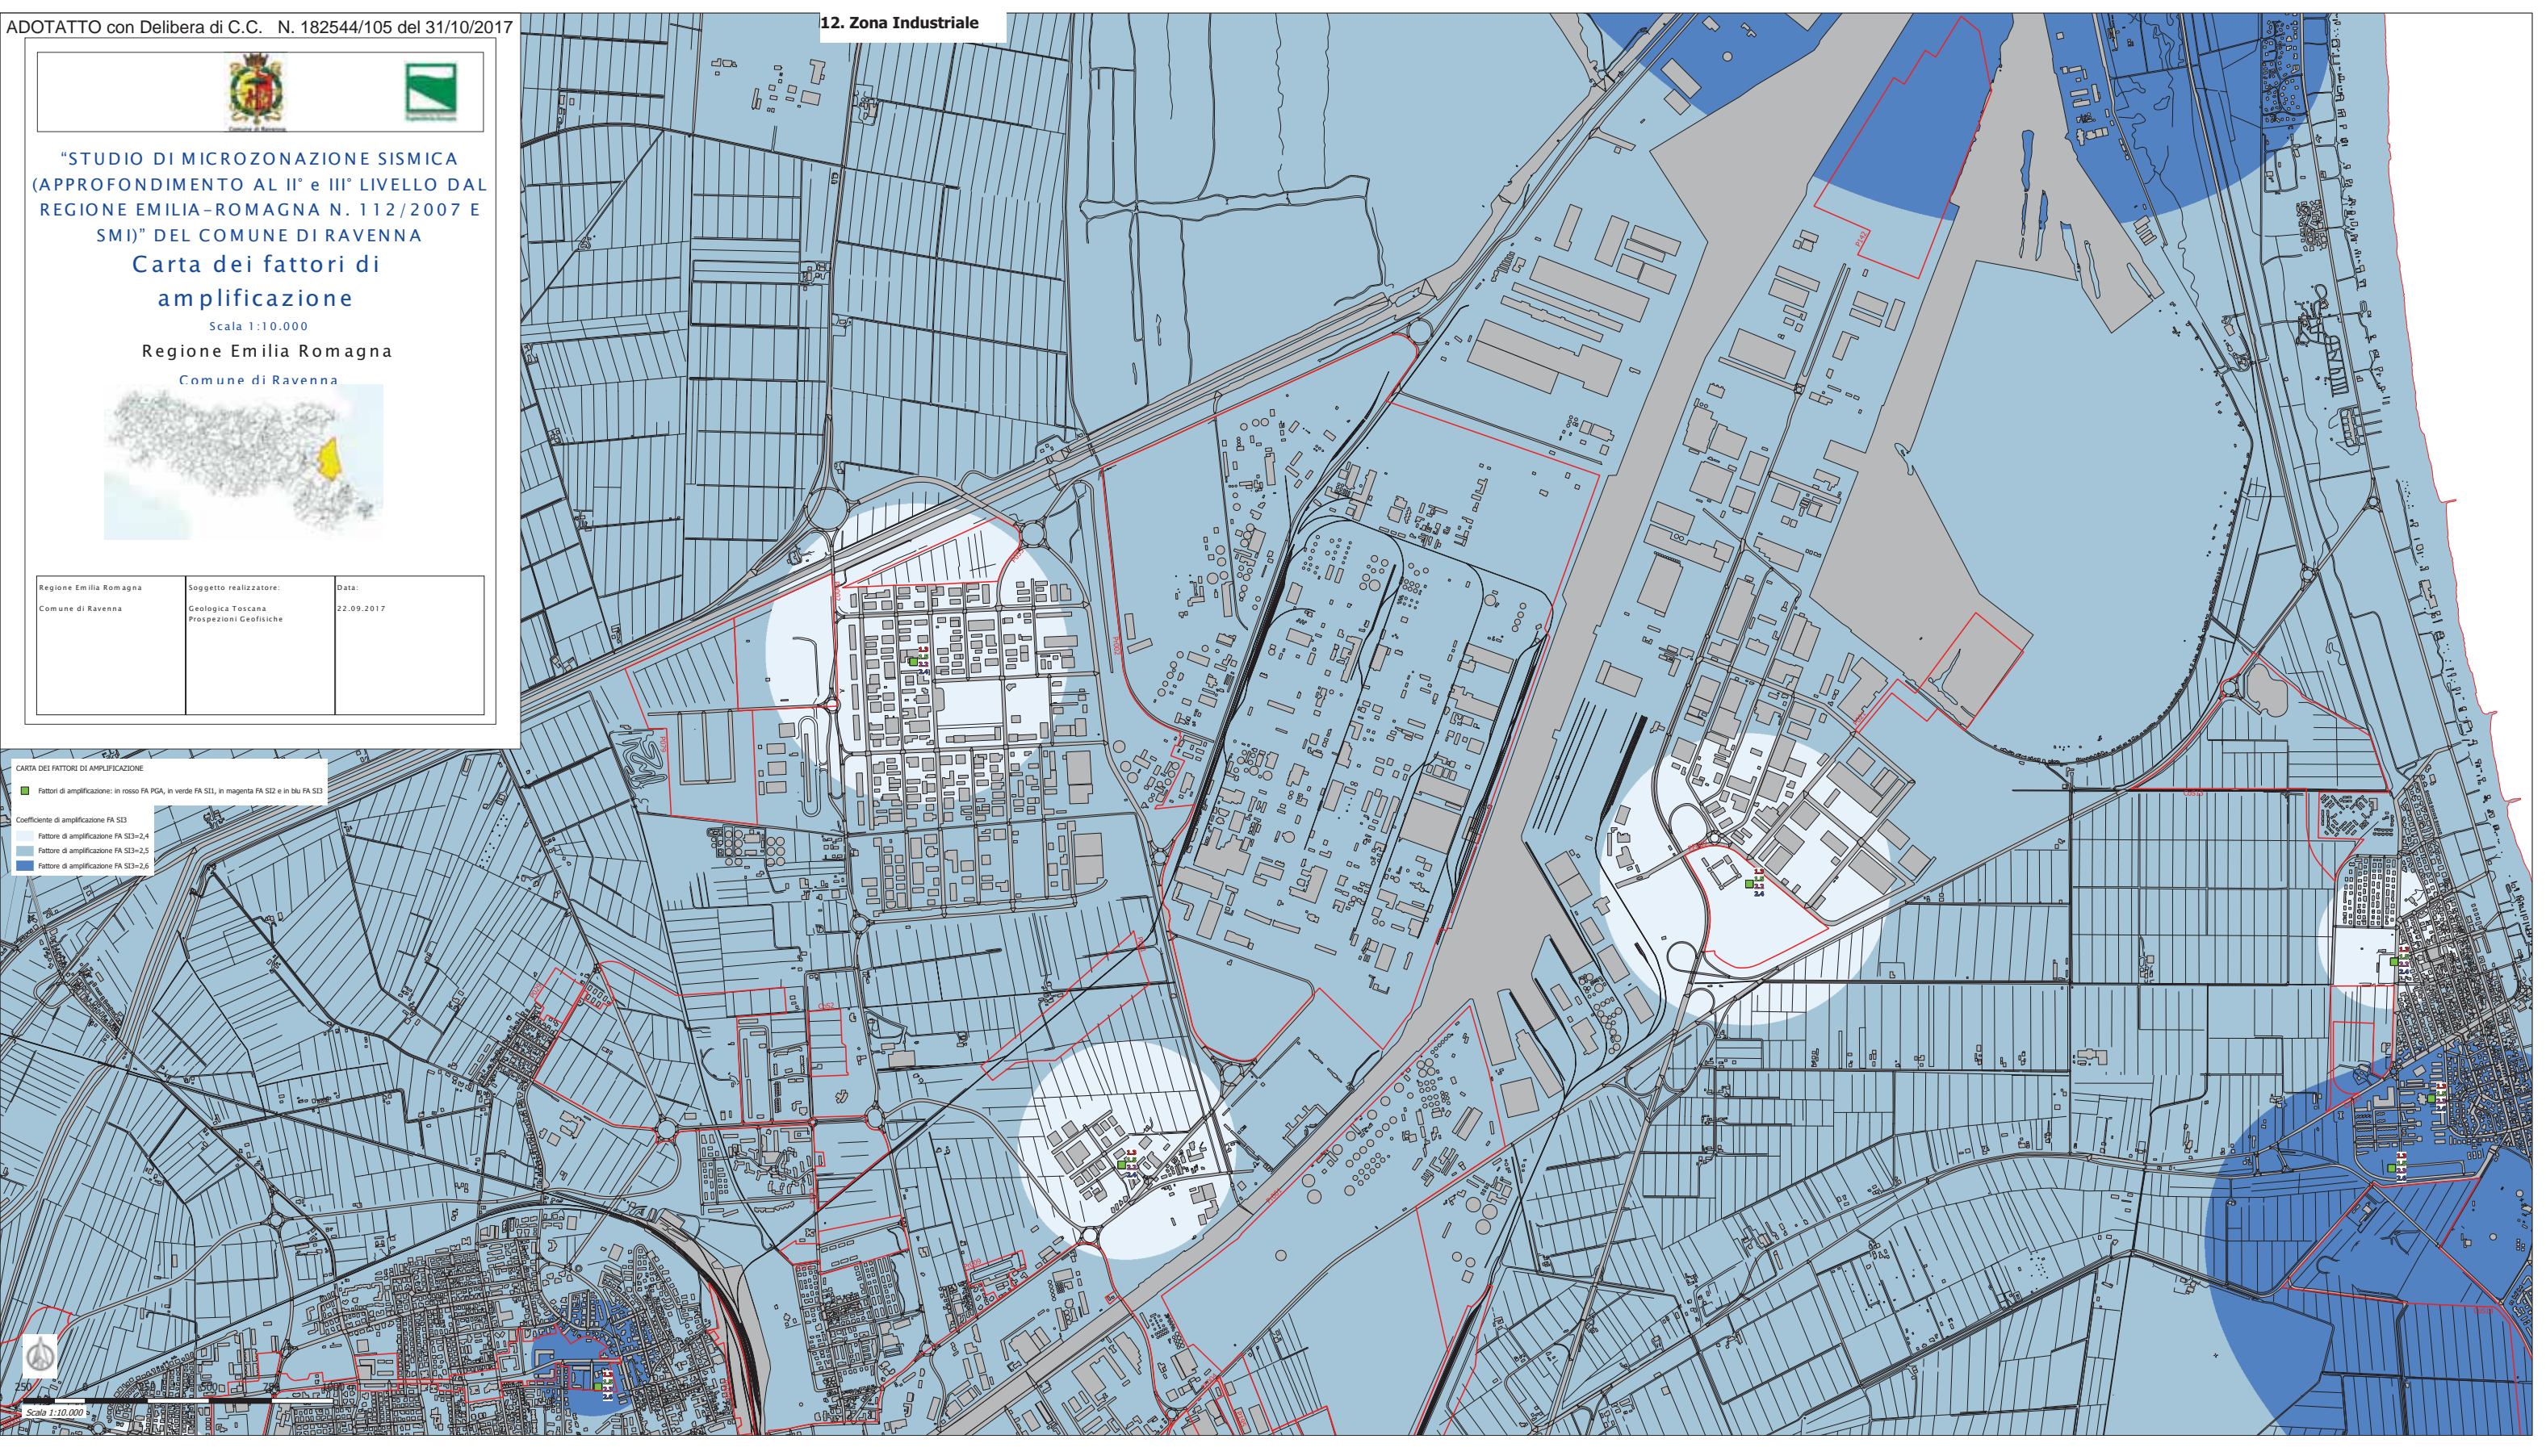 ADOTATTO con Delibera di C.C. N. 182544/105 del 31/10/2017
12. Zona Industriale
Comune di Ravenna
“STUDIO DI MICROZONAZIONE SISMICA
(APPROFONDIMENTO AL II° e III° LIVELLO DAL
REGIONE EMILIA-ROMAGNA N. 112/2007 E
SMI)” DEL COMUNE DI RAVENNA
Carta dei fattori di
amplificazione
Scala 1:10.000
Regione Emilia Romagna
Comune di Ravenna
Regione Emilia Romagna
Comune di Ravenna
Soggetto realizzatore:
Geologica Toscana
Prospezioni Geofisiche
Data:
22.09.2017
CARTA DEI FATTORI DI AMPLIFICAZIONE
Fattori di amplificazione: in rosso FA PGA, in verde FA SI1, in magenta FA SI2 e in blu FA SI3
Coefficiente di amplificazione FA SI3
Fattore di amplificazione FA SI3=2,4
Fattore di amplificazione FA SI3=2,5
Fattore di amplificazione FA SI3=2,6
Scala 1:10.000